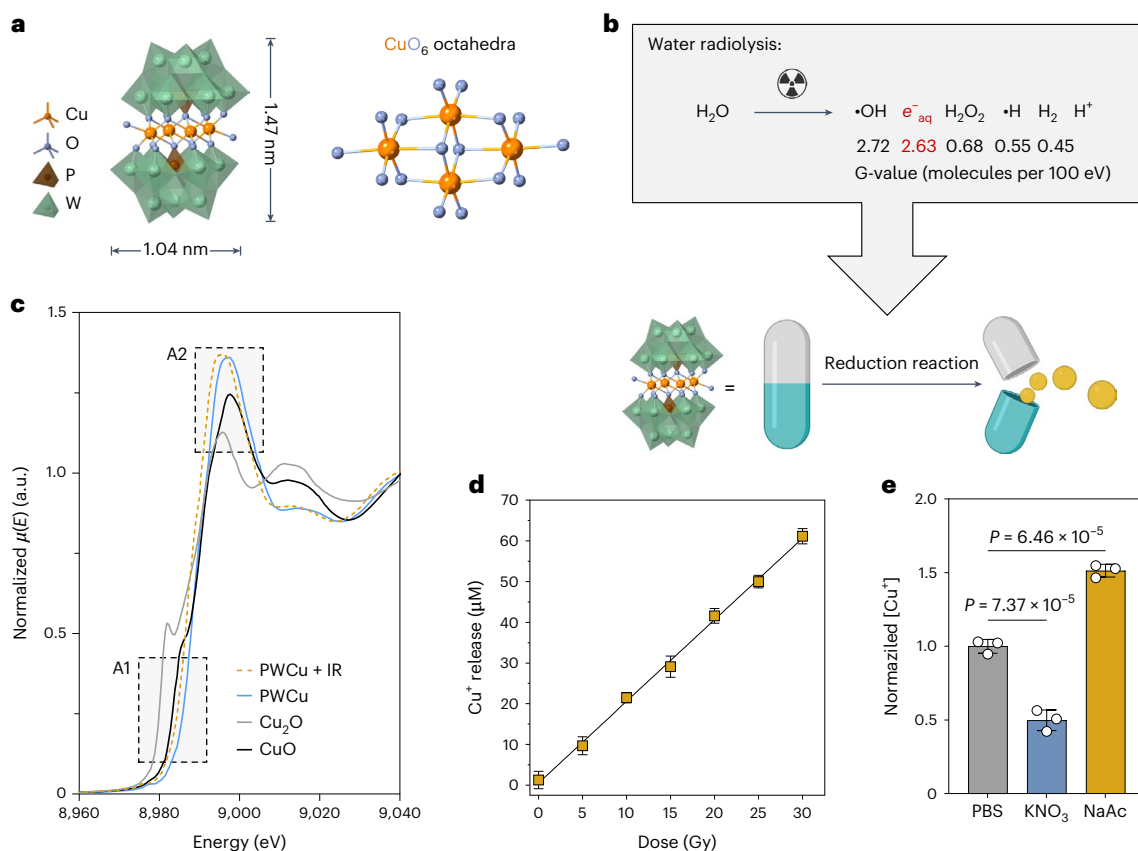 a
CuO₆ octahedra
Cu
O
P
W
1.47 nm
1.04 nm
b
Water radiolysis:
H₂O •OH e⁻aq H₂O₂ •H H₂ H⁺
2.72 2.63 0.68 0.55 0.45
G-value (molecules per 100 eV)
=
Reduction reaction
c
Normalized μ(E) (a.u.)
1.5
1.0
0.5
0
A2
A1
PWCu + IR
PWCu
Cu₂O
CuO
8,960 8,980 9,000 9,020 9,040
Energy (eV)
d
Cu⁺ release (μM)
70
60
50
40
30
20
10
0
0 5 10 15 20 25 30
Dose (Gy)
e
Normaziled [Cu⁺]
2.0
1.5
1.0
0.5
0
P = 6.46 × 10⁻⁵
P = 7.37 × 10⁻⁵
PBS KNO₃ NaAc